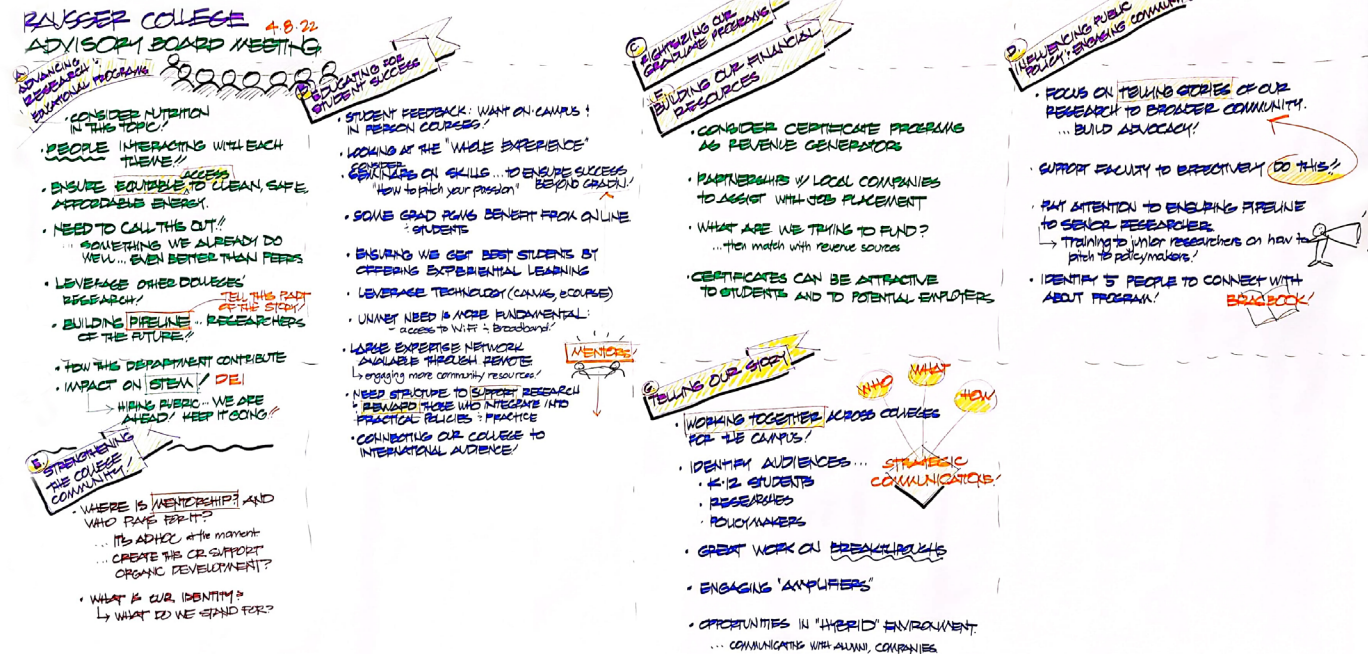 RAUSSER COLLEGE
4.8.22
ADVISORY BOARD MEETING
A
ADVANCING
RESEARCH &
EDUCATIONAL PROGRAMS
• CONSIDER NUTRITION
IN THIS TOPIC!
• PEOPLE INTERACTING WITH EACH
THEME!!
ACCESS
• ENSURE EQUITABLE TO CLEAN, SAFE,
AFFORDABLE ENERGY.
• NEED TO CALL THIS OUT!!
... SOMETHING WE ALREADY DO
WELL... EVEN BETTER THAN PEERS
• LEVERAGE OTHER COLLEGES'
RESEARCH!
TELL THIS PART
OF THE STORY!
• BUILDING PIPELINE... RESEARCHERS
OF THE FUTURE!!
• HOW THIS DEPARTMENT CONTRIBUTE
• IMPACT ON STEM! DEI
HIRING RUBRIC... WE ARE
AHEAD! KEEP IT GOING!!
E.
STRENGTHENING
THE COLLEGE
COMMUNITY!
• WHERE IS MENTORSHIP? AND
WHO PAYS FOR IT?
... IT'S ADHOC at the moment
... CREATE THIS OR SUPPORT
ORGANIC DEVELOPMENT?
• WHAT IS OUR IDENTITY?
WHAT DO WE STAND FOR?
B
EDUCATING FOR
STUDENT SUCCESS
• STUDENT FEEDBACK: WANT ON-CAMPUS &
IN PERSON COURSES!
• LOOKING AT THE "WHOLE EXPERIENCE"
CONSIDER
SEMINARS ON SKILLS... TO ENSURE SUCCESS
"How to pitch your passion" BEYOND GRAD'N!
• SOME GRAD PGMS BENEFIT FROM ONLINE
& STUDENTS
• ENSURING WE GET BEST STUDENTS BY
OFFERING EXPERIENTIAL LEARNING
• LEVERAGE TECHNOLOGY (CANVAS, eCOURSE)
• UNMET NEED IS MORE FUNDAMENTAL:
- access to WiFi & Broadband!
• LARGE EXPERTISE NETWORK
AVAILABLE THROUGH REMOTE
engaging more community resources!
MENTORS!
• NEED STRUCTURE TO SUPPORT RESEARCH
& REWARD THOSE WHO INTEGRATE INTO
PRACTICAL POLICIES & PRACTICE
• CONNECTING OUR COLLEGE TO
INTERNATIONAL AUDIENCE!
C
RIGHTSIZING OUR
GRADUATE PROGRAMS
F.
BUILDING OUR FINANCIAL
RESOURCES
• CONSIDER CERTIFICATE PROGRAMS
AS REVENUE GENERATORS
• PARTNERSHIPS W/ LOCAL COMPANIES
TO ASSIST WITH JOB PLACEMENT
• WHAT ARE WE TRYING TO FUND?
... then match with revenue sources
• CERTIFICATES CAN BE ATTRACTIVE
TO STUDENTS AND TO POTENTIAL EMPLOYERS
G
TELLING OUR STORY
WHO
WHAT
HOW
STRATEGIC
COMMUNICATIONS!
• WORKING TOGETHER ACROSS COLLEGES
FOR THE CAMPUS!
• IDENTIFY AUDIENCES...
• K-12 STUDENTS
• RESEARCHES
• POLICYMAKERS
• GREAT WORK ON BREAKTHROUGHS
• ENGAGING "AMPLIFIERS"
• OPPORTUNITIES IN "HYBRID" ENVIRONMENT.
... COMMUNICATING WITH ALUMNI, COMPANIES
D
INFLUENCING PUBLIC
POLICY & ENGAGING COMMUNIT
• FOCUS ON TELLING STORIES OF OUR
RESEARCH TO BROADER COMMUNITY.
... BUILD ADVOCACY!
• SUPPORT FACULTY TO EFFECTIVELY DO THIS!!
• PAY ATTENTION TO ENSURING PIPELINE
TO SENIOR RESEARCHERS
Training to junior researchers on how to
pitch to policymakers!
• IDENTIFY 5 PEOPLE TO CONNECT WITH
ABOUT PROGRAM!
BRAGBOOK!